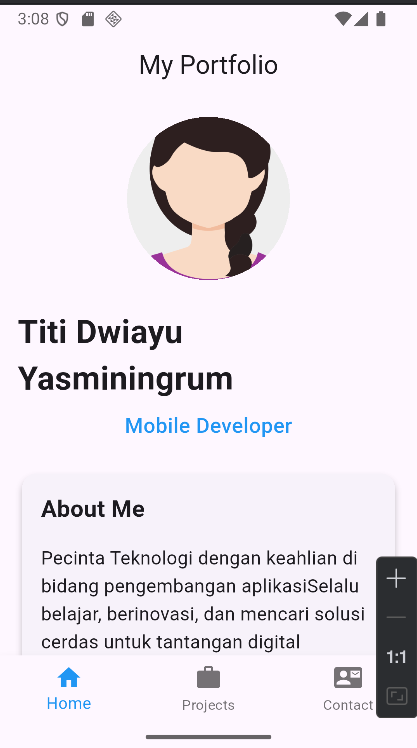 3:08
My Portfolio
Titi Dwiayu
Yasminingrum
Mobile Developer
About Me
Pecinta Teknologi dengan keahlian di
bidang pengembangan aplikasiSelalu
belajar, berinovasi, dan mencari solusi
cerdas untuk tantangan digital
1:1
Home
Projects
Contact